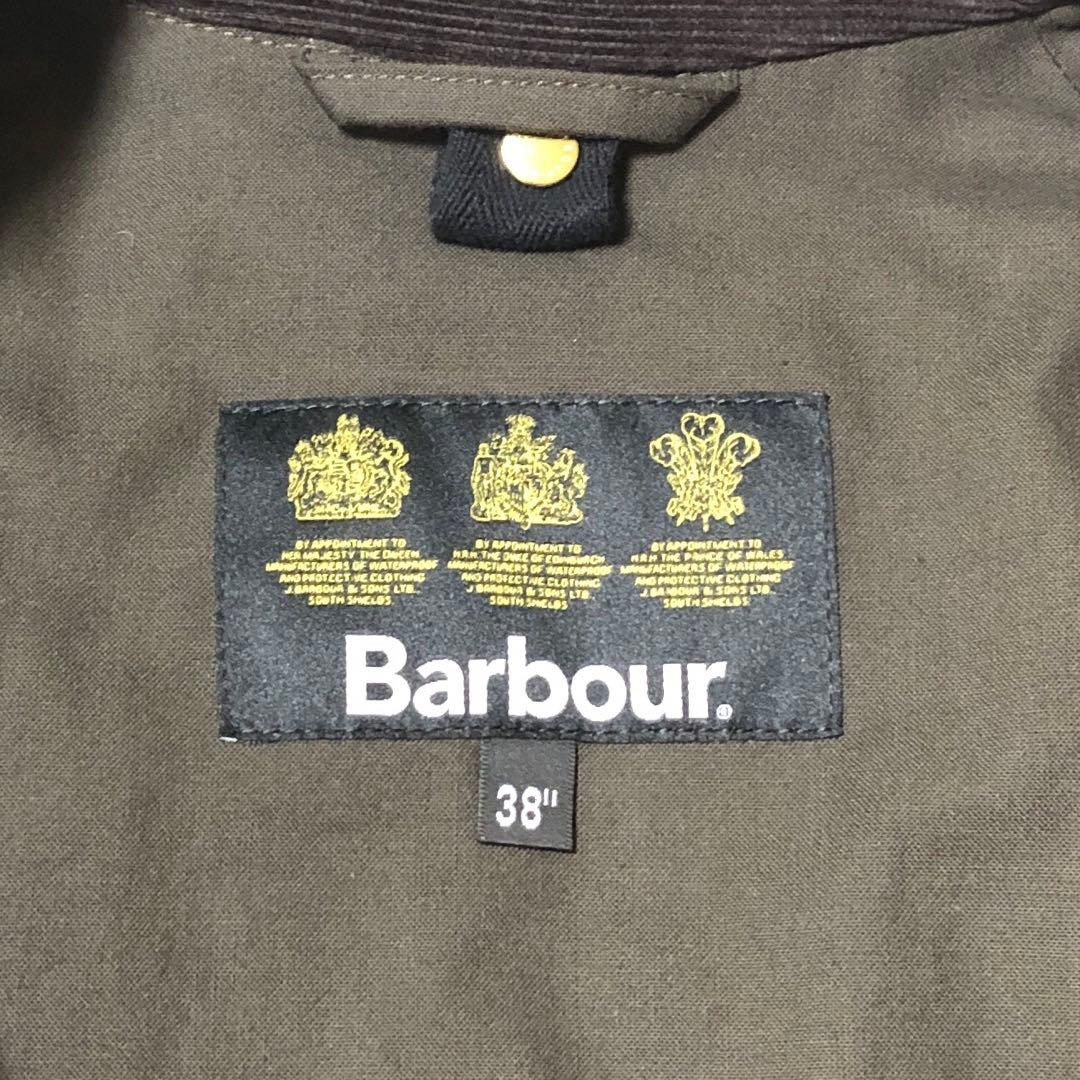 BY APPOINTMENT TO
HER MAJESTY THE QUEEN
MANUFACTURERS OF WATERPROOF
AND PROTECTIVE CLOTHING
J.BARBOUR & SONS LTD.
SOUTH SHIELDS
BY APPOINTMENT TO
H.R.H. THE DUKE OF EDINBURGH
MANUFACTURERS OF WATERPROOF
AND PROTECTIVE CLOTHING
J.BARBOUR & SONS LTD.
SOUTH SHIELDS
BY APPOINTMENT TO
H.R.H. THE PRINCE OF WALES
MANUFACTURERS OF WATERPROOF
AND PROTECTIVE CLOTHING
J.BARBOUR & SONS LTD.
SOUTH SHIELDS
Barbour.
38"